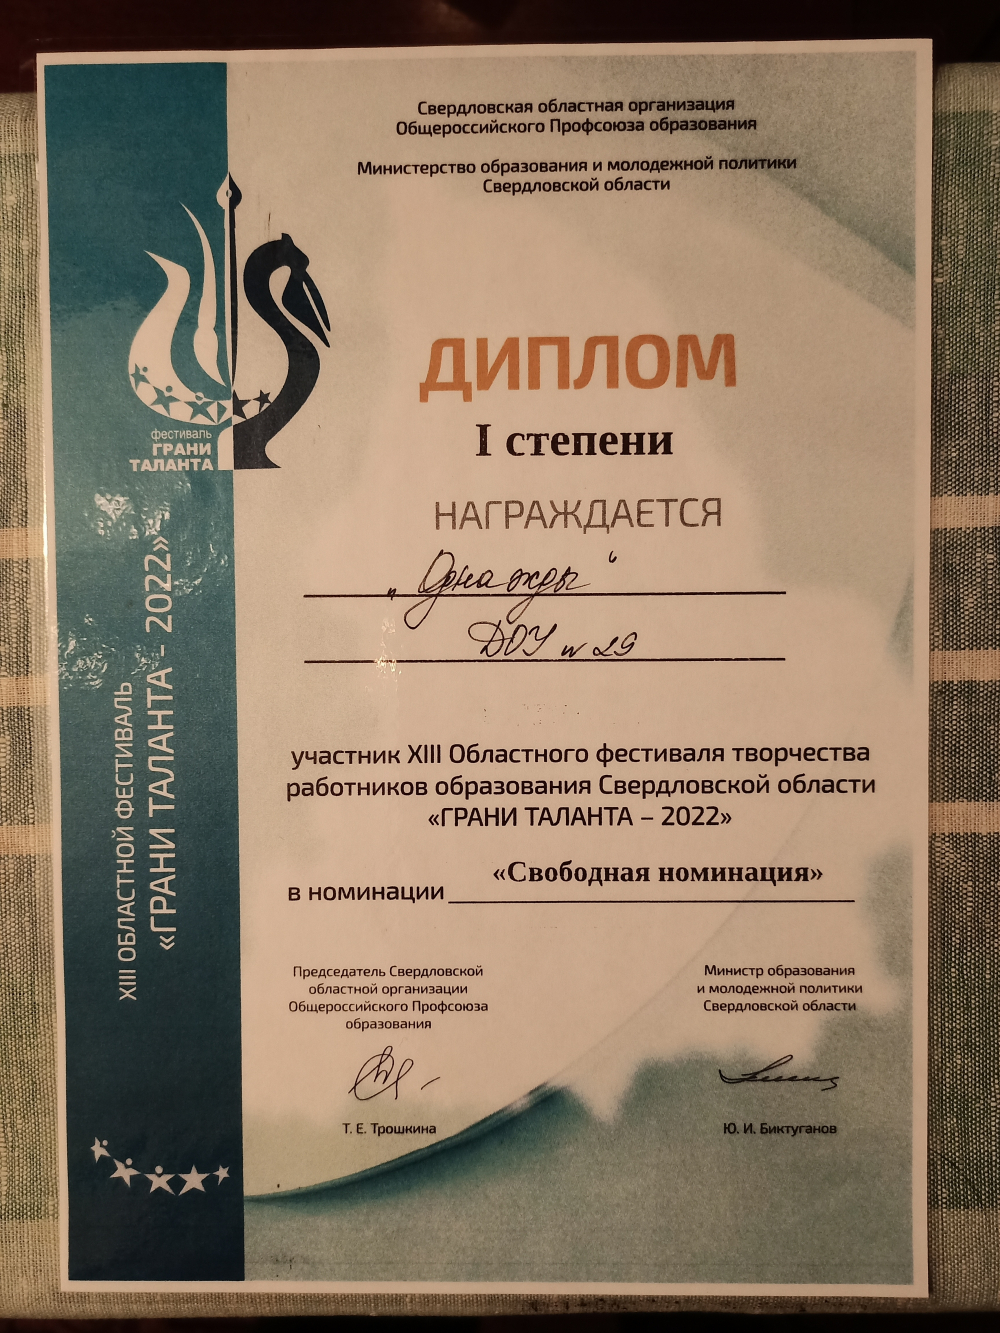 Свердловская областная организация
Общероссийского Профсоюза образования
Министерство образования и молодежной политики
Свердловской области
фестиваль
ГРАНИ
ТАЛАНТА
ДИПЛОМ
I степени
НАГРАЖДАЕТСЯ
„Однажды“
ДОУ № 29
участник XIII Областного фестиваля творчества
работников образования Свердловской области
«ГРАНИ ТАЛАНТА – 2022»
«Свободная номинация»
в номинации
XIII ОБЛАСТНОЙ ФЕСТИВАЛЬ
«ГРАНИ ТАЛАНТА - 2022»
Председатель Свердловской
областной организации
Общероссийского Профсоюза
образования
Т. Е. Трошкина
Министр образования
и молодежной политики
Свердловской области
Ю. И. Биктуганов